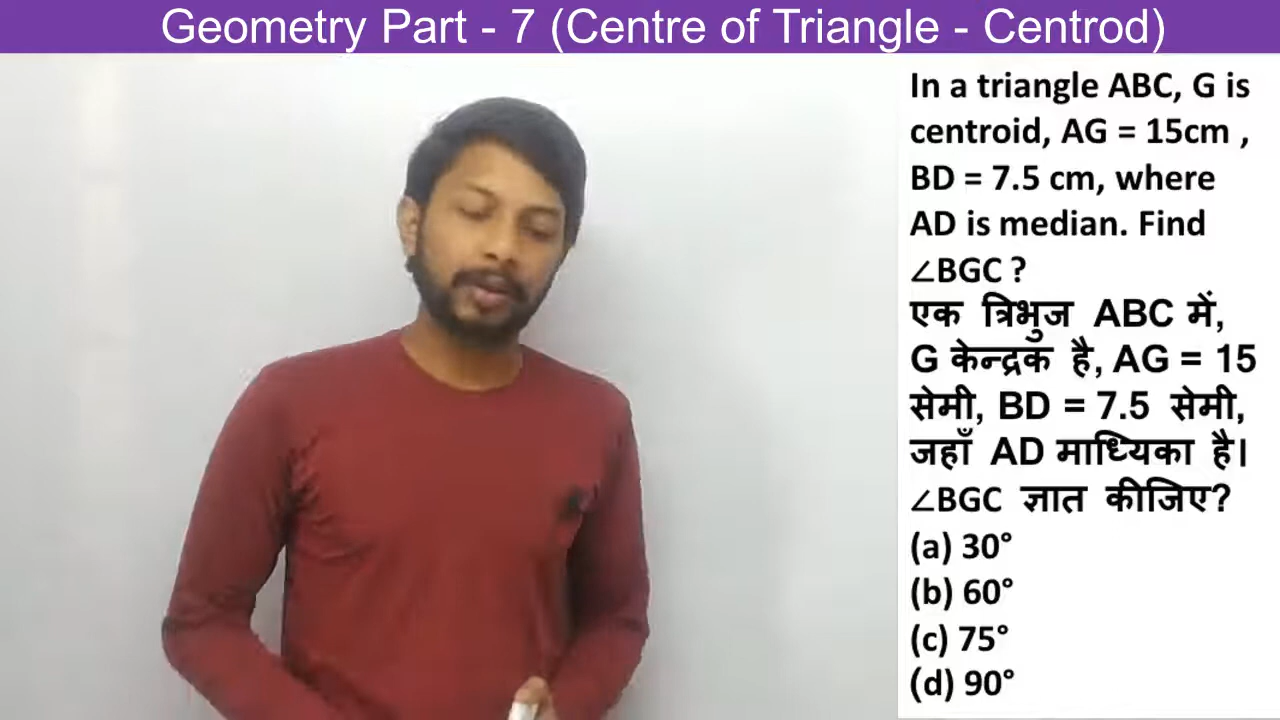 Geometry Part - 7 (Centre of Triangle - Centrod)
In a triangle ABC, G is
centroid, AG = 15cm ,
BD = 7.5 cm, where
AD is median. Find
∠BGC ?
एक त्रिभुज ABC में,
G केन्द्रक है, AG = 15
सेमी, BD = 7.5 सेमी,
जहाँ AD माध्यिका है।
∠BGC ज्ञात कीजिए?
(a) 30°
(b) 60°
(c) 75°
(d) 90°